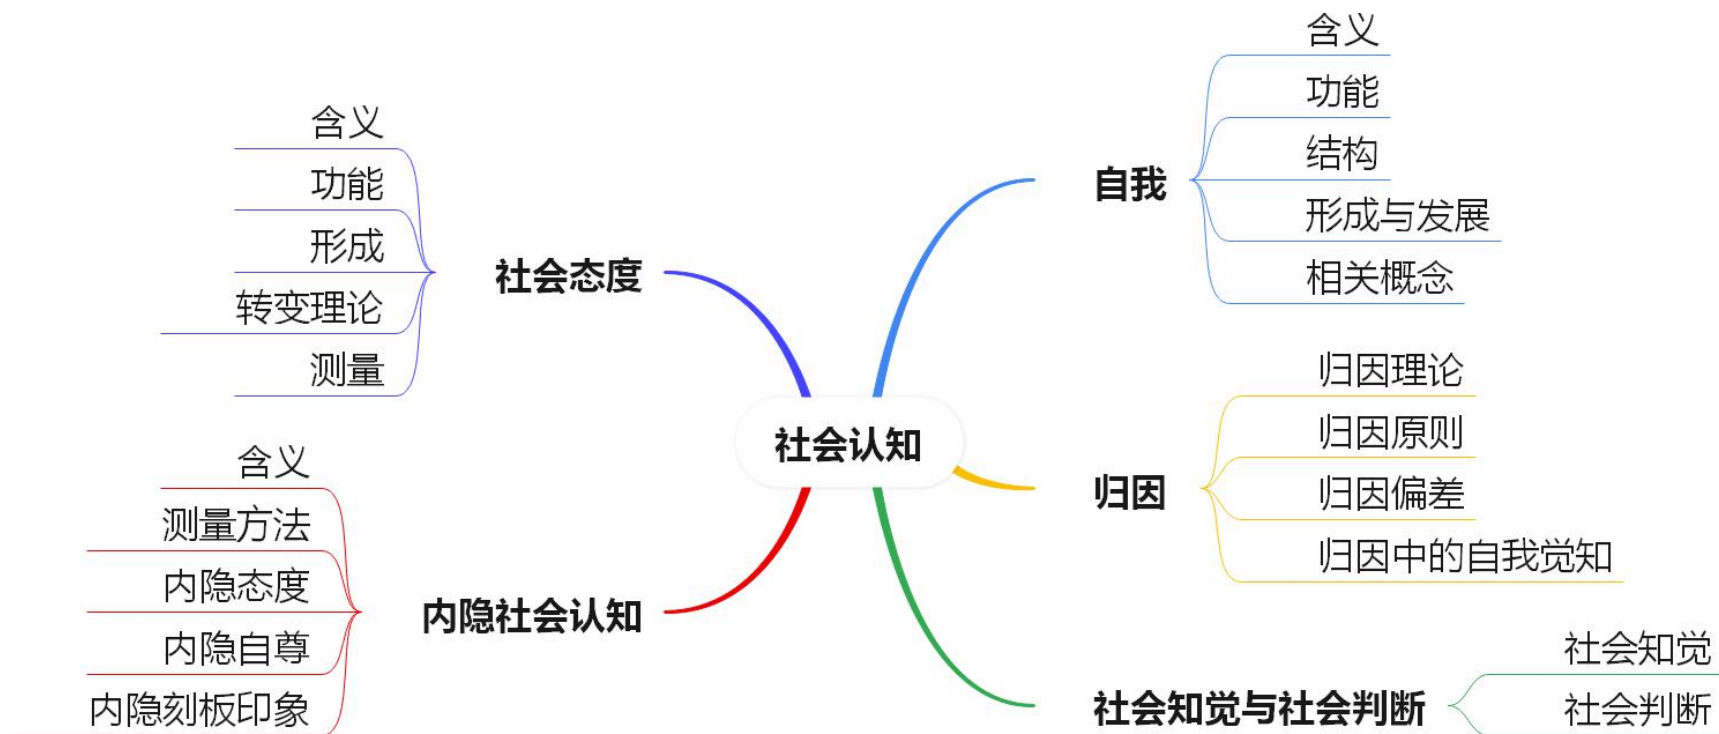 社会认知
自我
含义
功能
结构
形成与发展
相关概念
归因
归因理论
归因原则
归因偏差
归因中的自我觉知
社会知觉与社会判断
社会知觉
社会判断
社会态度
含义
功能
形成
转变理论
测量
内隐社会认知
含义
测量方法
内隐态度
内隐自尊
内隐刻板印象